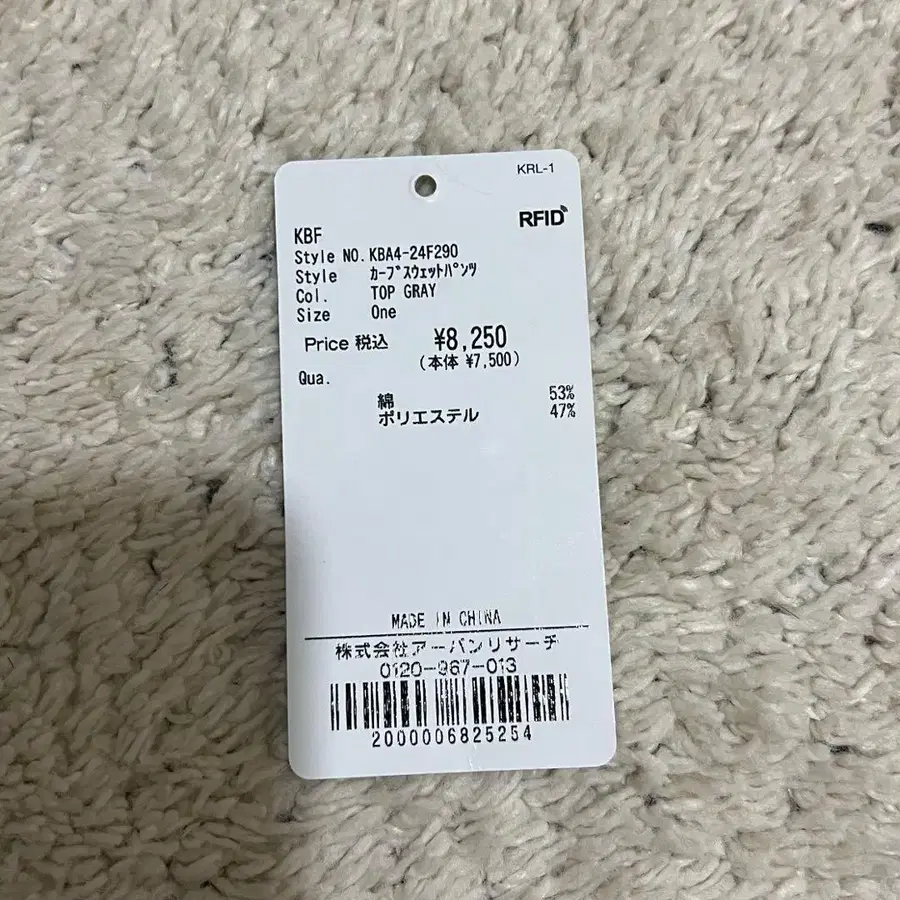 KRL-1
RFID
KBF
Style NO. KBA4-24F290
Style カーブスウェットパンツ
Col. TOP GRAY
Size One
Price 税込 ¥8,250
(本体 ¥7,500)
Qua.
綿 53%
ポリエステル 47%
MADE IN CHINA
株式会社アーバンリサーチ
0120-967-013
2000006825254